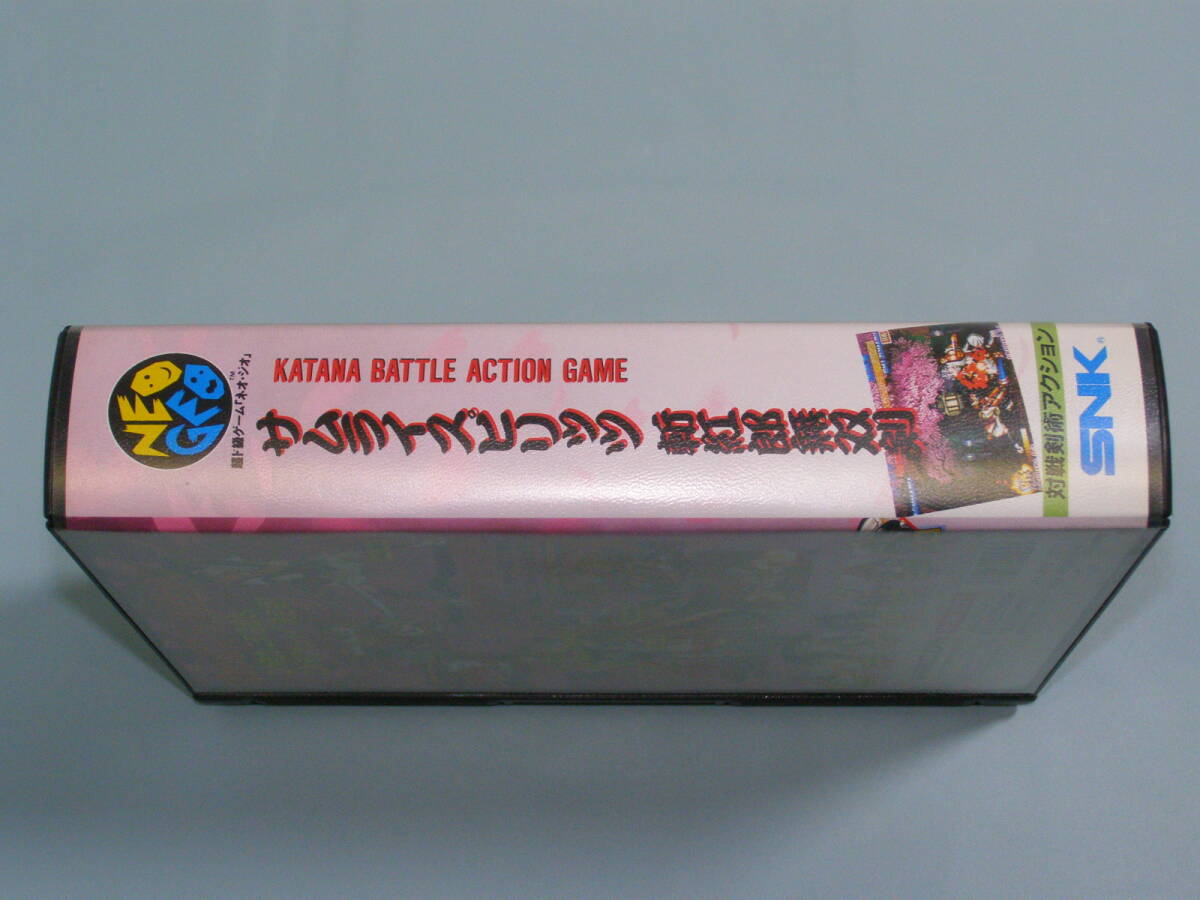 NEO
GEO
TM
超ド級ゲーム「ネオ・ジオ」
KATANA BATTLE ACTION GAME
サムライスピリッツ 斬紅郎無双剣
対戦剣術アクション
SNK®